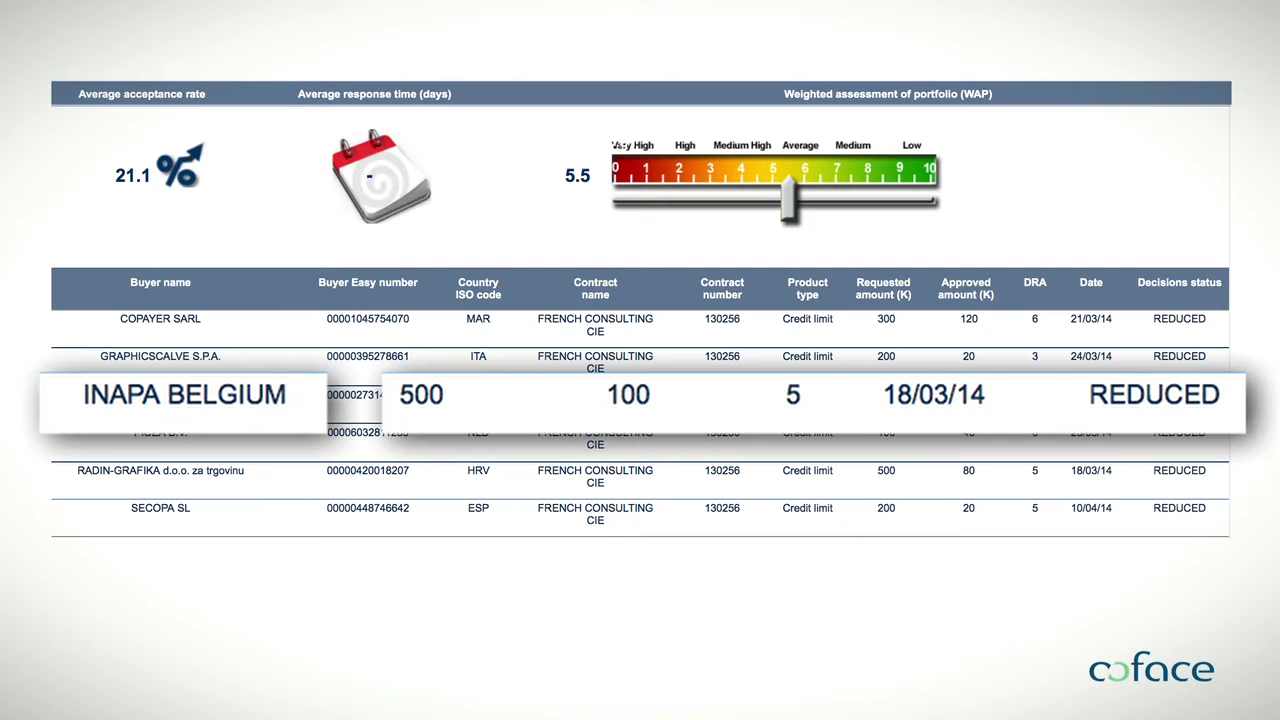 Average acceptance rate Average response time (days) Weighted assessment of portfolio (WAP)
Very High High Medium High Average Medium Low
21.1 - 5.5 0 1 2 3 4 5 6 7 8 9 10
Buyer name Buyer Easy number Country ISO code Contract name Contract number Product type Requested amount (K) Approved amount (K) DRA Date Decisions status
COPAYER SARL 00001045754070 MAR FRENCH CONSULTING CIE 130256 Credit limit 300 120 6 21/03/14 REDUCED
GRAPHICSCALVE S.P.A. 00000395278661 ITA FRENCH CONSULTING CIE 130256 Credit limit 200 20 3 24/03/14 REDUCED
INAPA BELGIUM 500 100 5 18/03/14 REDUCED
CIE
RADIN-GRAFIKA d.o.o. za trgovinu 00000420018207 HRV FRENCH CONSULTING CIE 130256 Credit limit 500 80 5 18/03/14 REDUCED
SECOPA SL 00000448746642 ESP FRENCH CONSULTING CIE 130256 Credit limit 200 20 5 10/04/14 REDUCED
coface